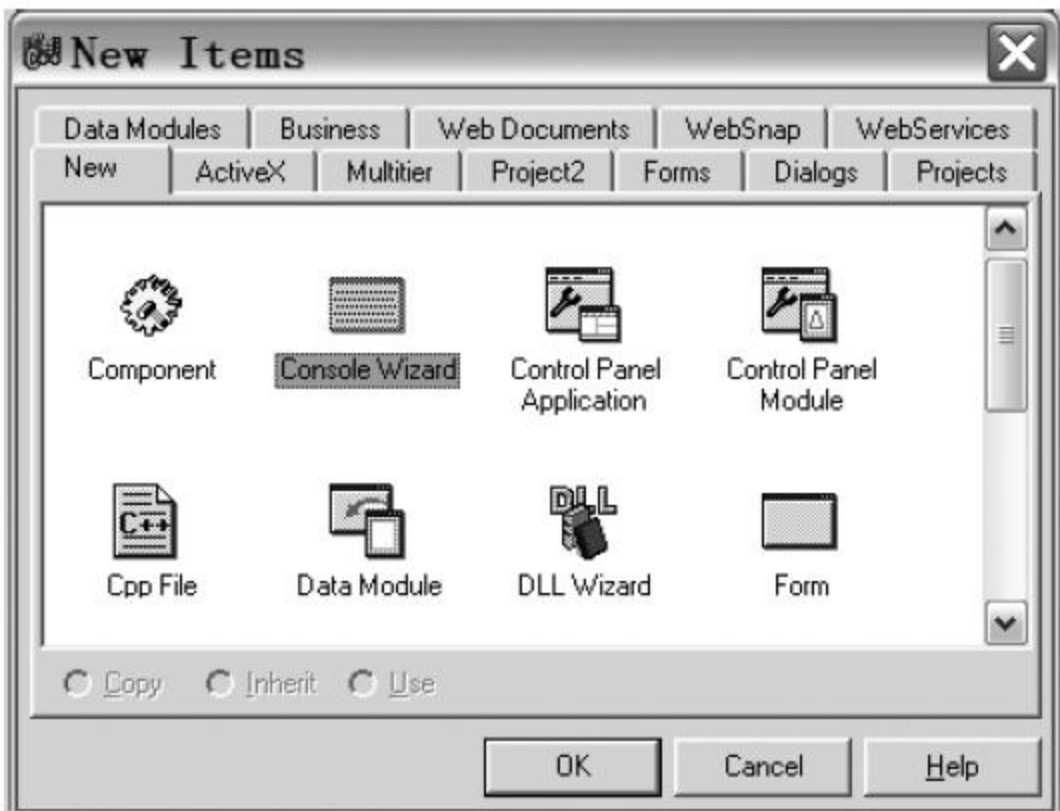 New Items
Data Modules Business Web Documents WebSnap WebServices
New ActiveX Multitier Project2 Forms Dialogs Projects
Component Console Wizard Control Panel Application Control Panel Module
C++
DLL
Cpp File Data Module DLL Wizard Form
Copy Inherit Use
OK Cancel Help